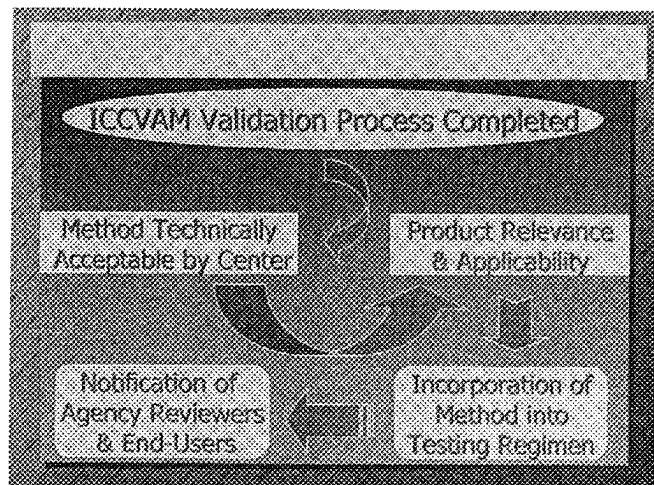 ICCVAM Validation Process Completed
Method Technically
Acceptable by Center
Product Relevance
& Applicability
Incorporation of
Method into
Testing Regimen
Notification of
Agency Reviewers
& End-Users